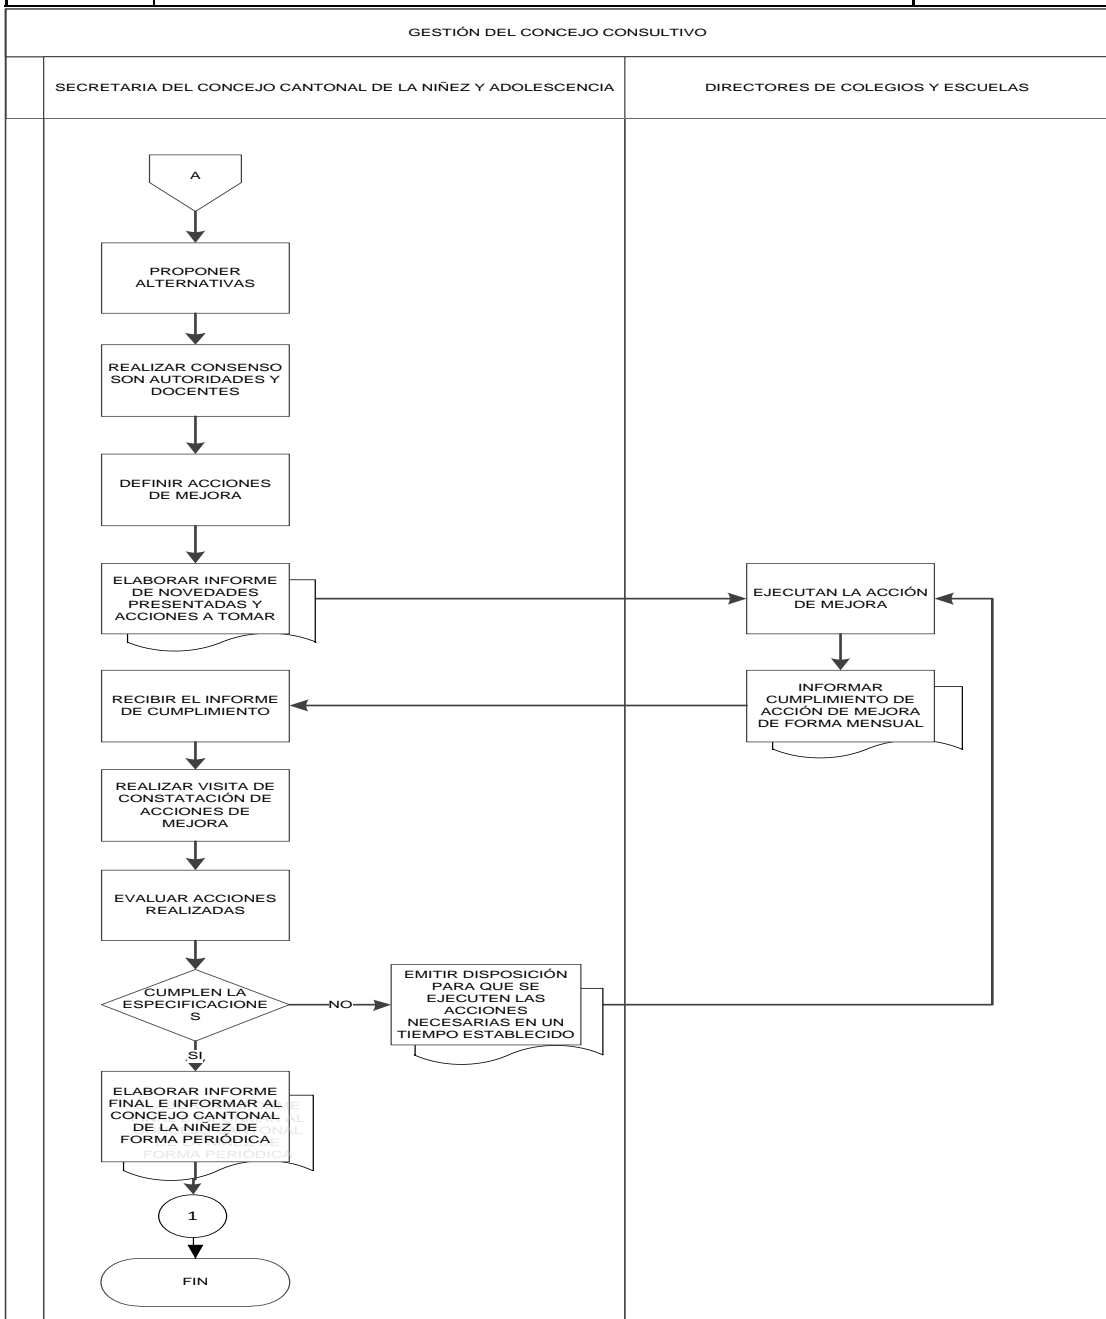 GESTIÓN DEL CONCEJO CONSULTIVO
SECRETARIA DEL CONCEJO CANTONAL DE LA NIÑEZ Y ADOLESCENCIA
DIRECTORES DE COLEGIOS Y ESCUELAS
A
PROPONER
ALTERNATIVAS
REALIZAR CONSENSO
SON AUTORIDADES Y
DOCENTES
DEFINIR ACCIONES
DE MEJORA
ELABORAR INFORME
DE NOVEDADES
PRESENTADAS Y
ACCIONES A TOMAR
EJECUTAN LA ACCIÓN
DE MEJORA
INFORMAR
CUMPLIMIENTO DE
ACCIÓN DE MEJORA
DE FORMA MENSUAL
RECIBIR EL INFORME
DE CUMPLIMIENTO
REALIZAR VISITA DE
CONSTATACIÓN DE
ACCIONES DE
MEJORA
EVALUAR ACCIONES
REALIZADAS
CUMPLEN LA
ESPECIFICACIONE
S
NO
EMITIR DISPOSICIÓN
PARA QUE SE
EJECUTEN LAS
ACCIONES
NECESARIAS EN UN
TIEMPO ESTABLECIDO
SI
ELABORAR INFORME
FINAL E INFORMAR AL
CONCEJO CANTONAL
DE LA NIÑEZ DE
FORMA PERIÓDICA
FORMA PERIÓDICA
1
FIN